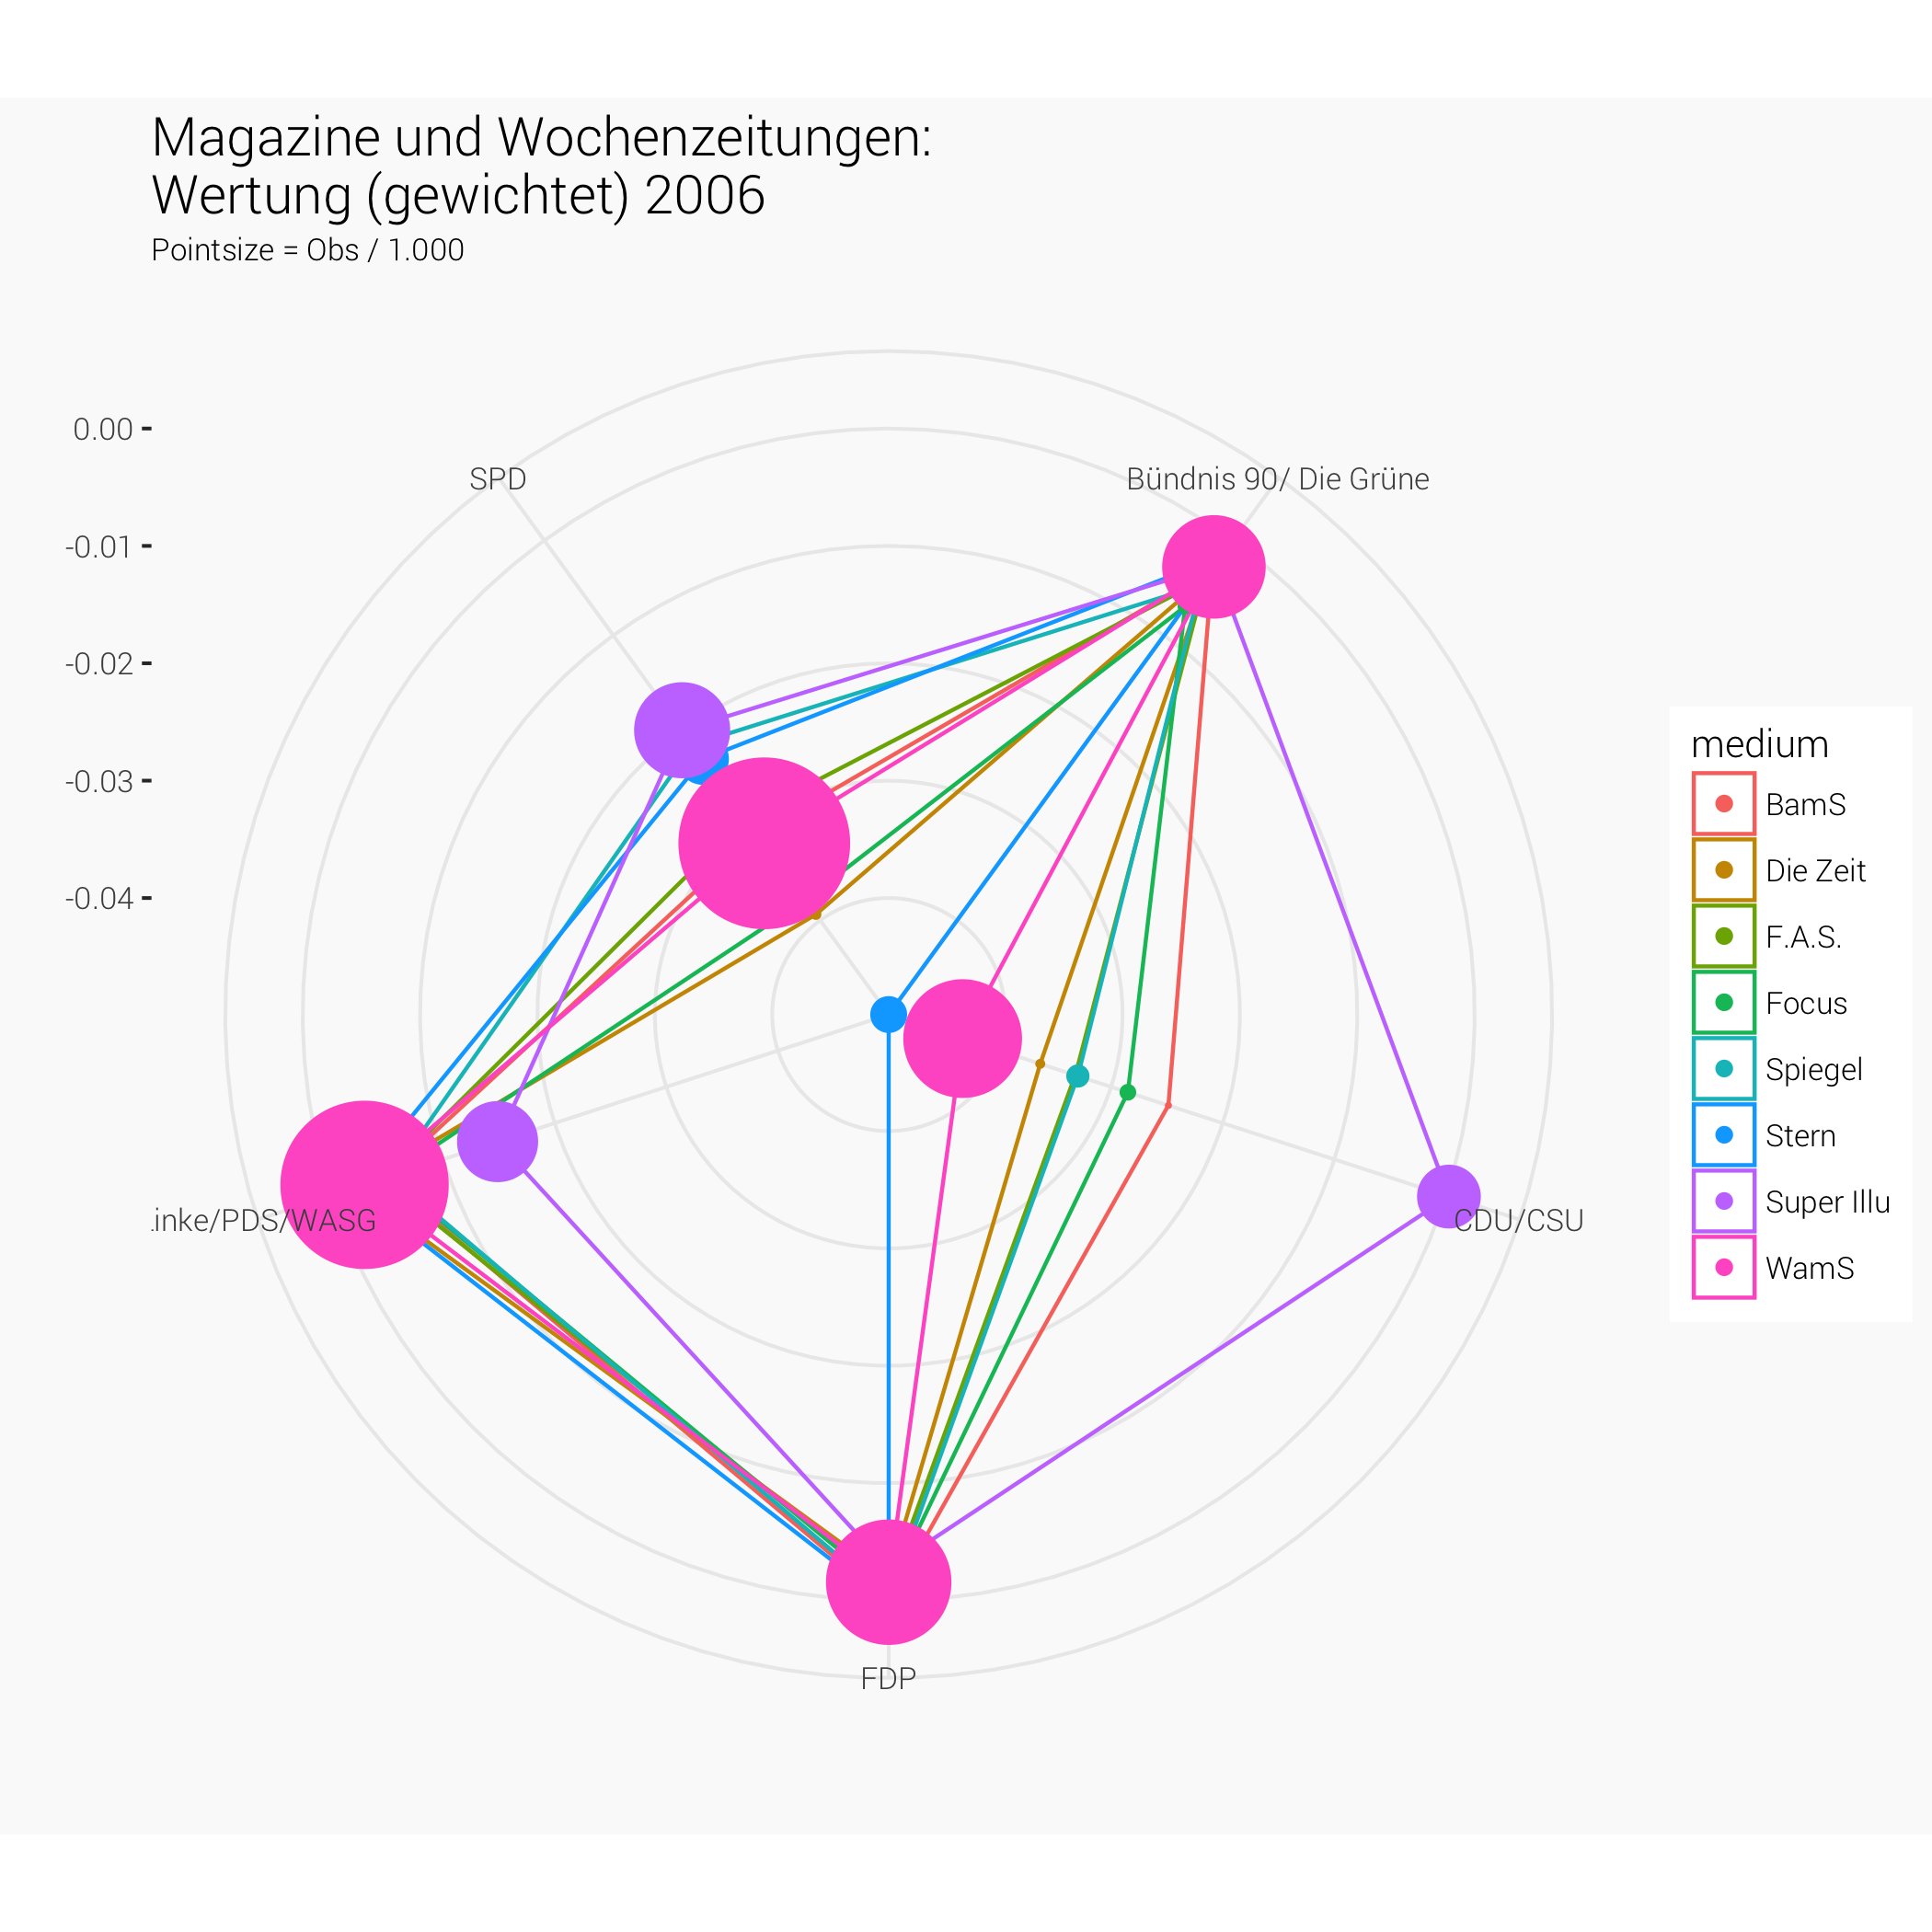 Magazine und Wochenzeitungen:
Wertung (gewichtet) 2006
Pointsize = Obs / 1.000
0.00
-0.01
-0.02
-0.03
-0.04
SPD
Bündnis 90/ Die Grüne
.inke/PDS/WASG
CDU/CSU
FDP
medium
BamS
Die Zeit
F.A.S.
Focus
Spiegel
Stern
Super Illu
WamS